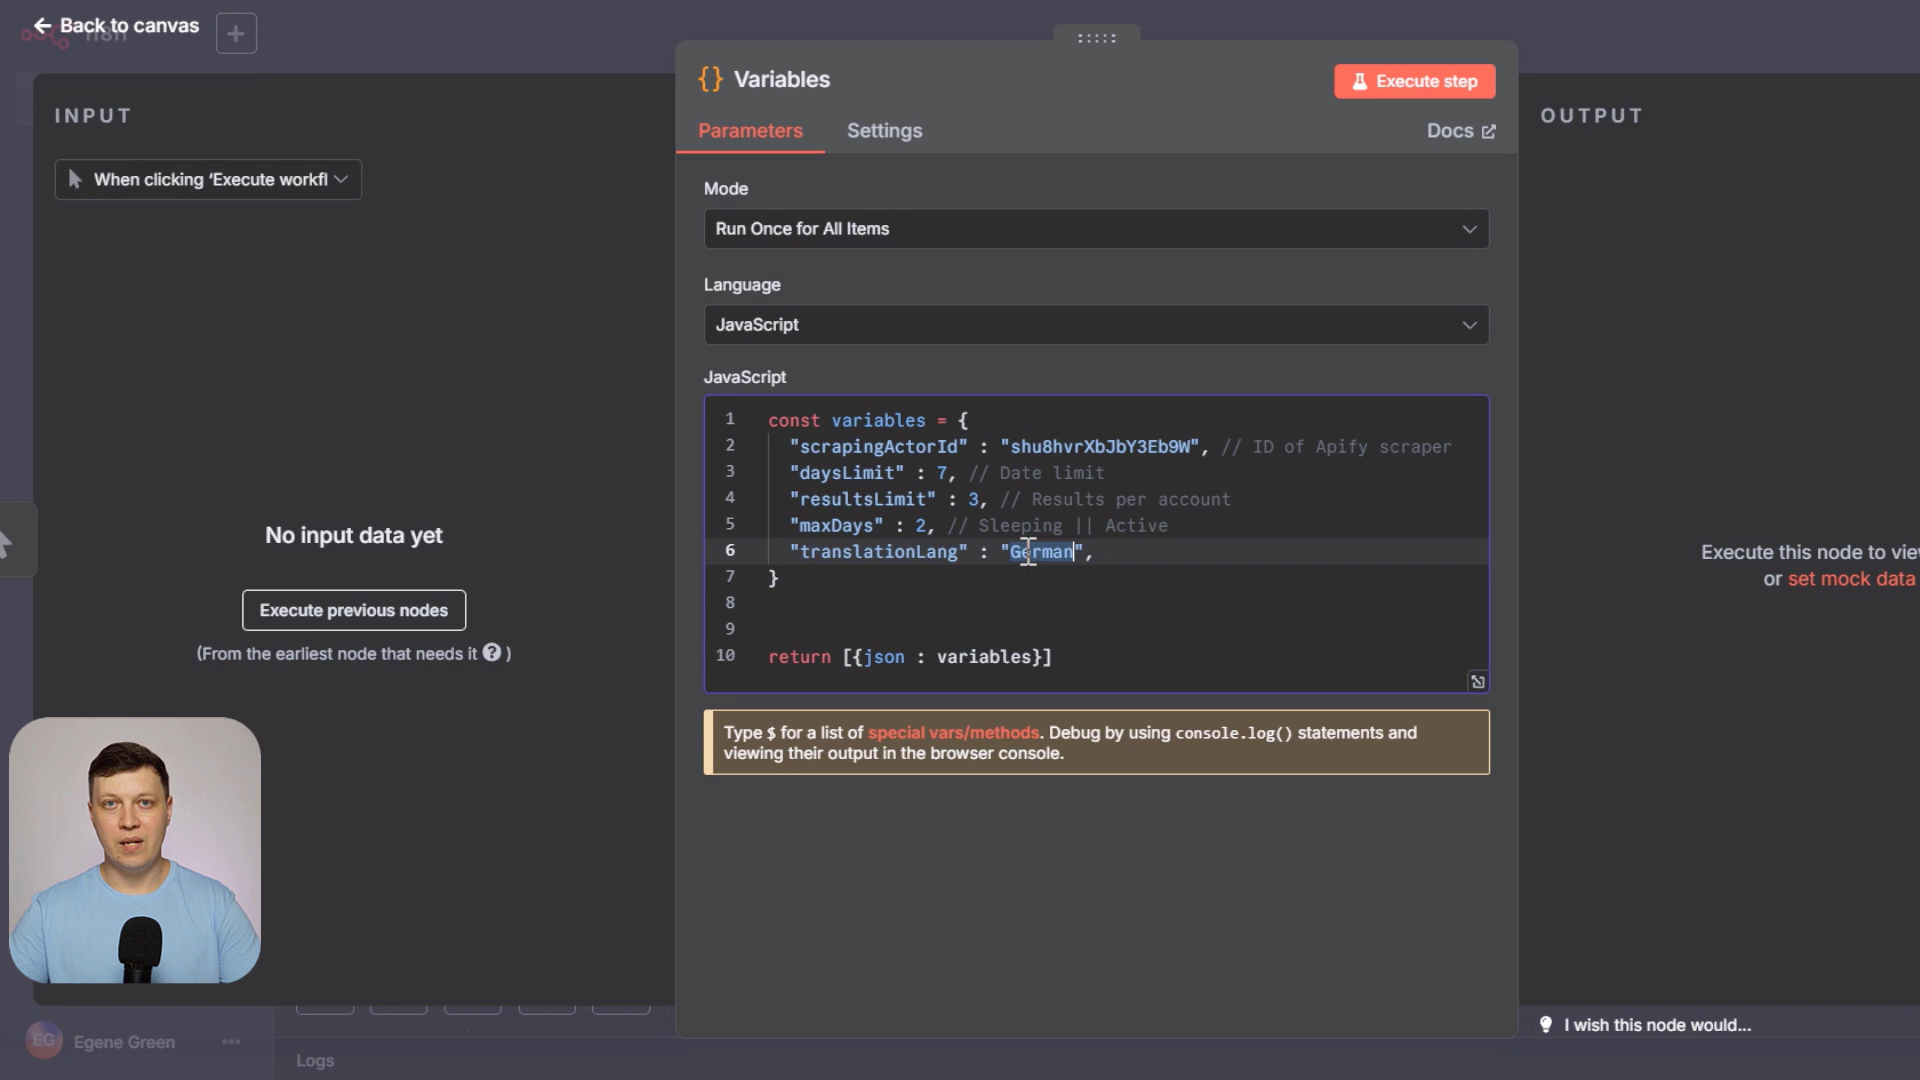 Back to canvas
n8n
INPUT
When clicking ‘Execute workfl
No input data yet
Execute previous nodes
(From the earliest node that needs it ? )
{} Variables
Execute step
Parameters
Settings
Docs
Mode
Run Once for All Items
Language
JavaScript
JavaScript
1 const variables = {
2 "scrapingActorId" : "shu8hvrXbJbY3Eb9W", // ID of Apify scraper
3 "daysLimit" : 7, // Date limit
4 "resultsLimit" : 3, // Results per account
5 "maxDays" : 2, // Sleeping || Active
6 "translationLang" : "German",
7 }
8
9
10 return [{json : variables}]
Type $ for a list of special vars/methods. Debug by using console.log() statements and
viewing their output in the browser console.
OUTPUT
Execute this node to vie
or set mock data
I wish this node would...
EG Egene Green
Logs